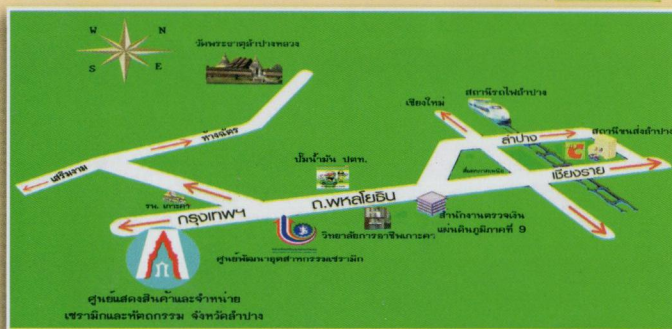 W N
S E
วัดพระธาตุลำปางหลวง
สถานีรถไฟลำปาง
เชียงใหม่
ห้างฉัตร
ลำปาง
สถานีขนส่งลำปาง
ปั๊มน้ำมัน ปตท.
เสริมงาม
เชียงราย
รพ. เกาะคา
ถ.พหลโยธิน
กรุงเทพฯ
สำนักงานตรวจเงิน
แผ่นดินภูมิภาคที่ 9
วิทยาลัยการอาชีพเกาะคา
ศูนย์พัฒนาอุตสาหกรรมเซรามิก
ศูนย์แสดงสินค้าและจำหน่าย
เซรามิกและหัตถกรรม จังหวัดลำปาง